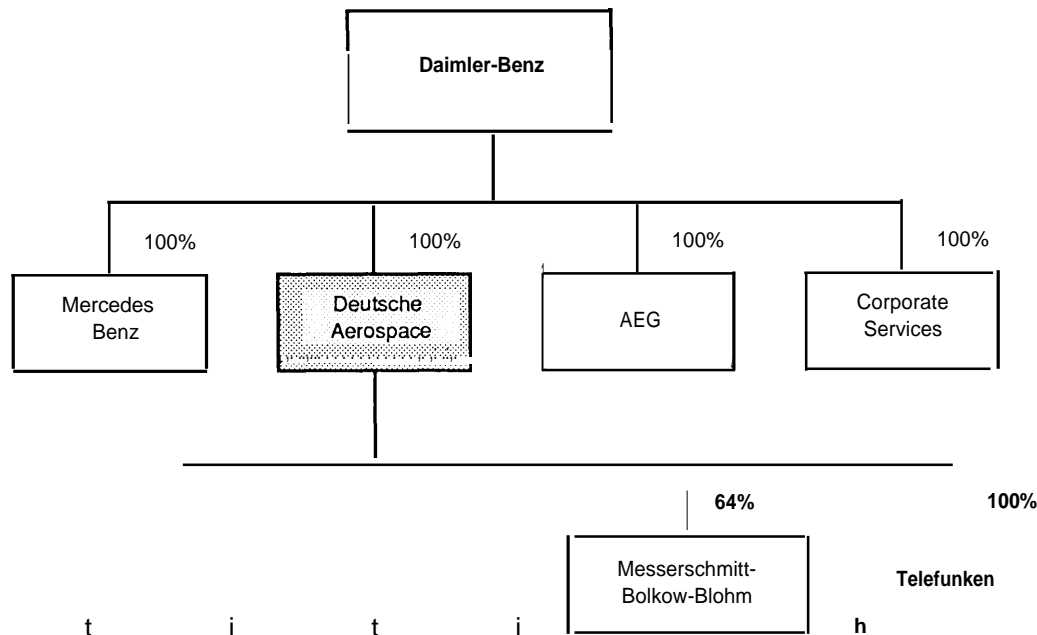 Daimler-Benz
100%
100%
100%
100%
Mercedes
Benz
Deutsche
Aerospace
AEG
Corporate
Services
64%
100%
Messerschmitt-
Bolkow-Blohm
Telefunken
t i t i h